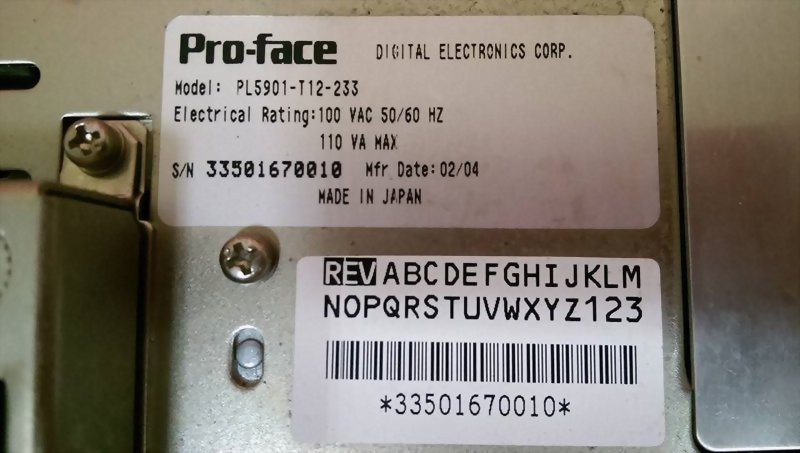 Pro-face DIGITAL ELECTRONICS CORP.
Model: PL5901-T12-233
Electrical Rating:100 VAC 50/60 HZ
110 VA MAX
S/N 33501670010 Mfr Date:02/04
MADE IN JAPAN
REV ABCDEFGHIJKLM
NOPQRSTUVWXYZ123
*33501670010*